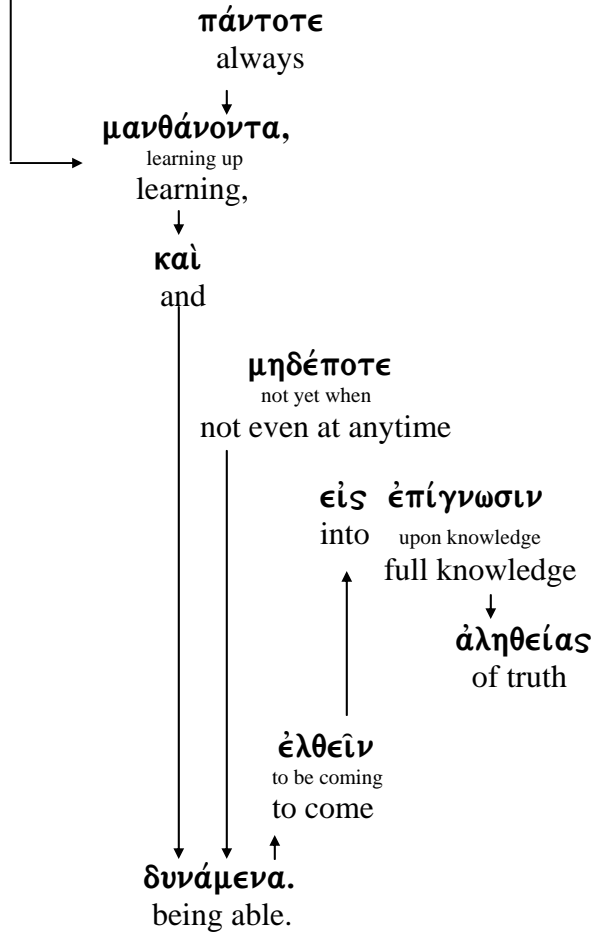 πάντοτε
always
μανθάνοντα,
learning up
learning,
καὶ
and
μηδέποτε
not yet when
not even at anytime
εἰς ἐπίγνωσιν
into upon knowledge
full knowledge
ἀληθείας
of truth
ἐλθεῖν
to be coming
to come
δυνάμενα.
being able.